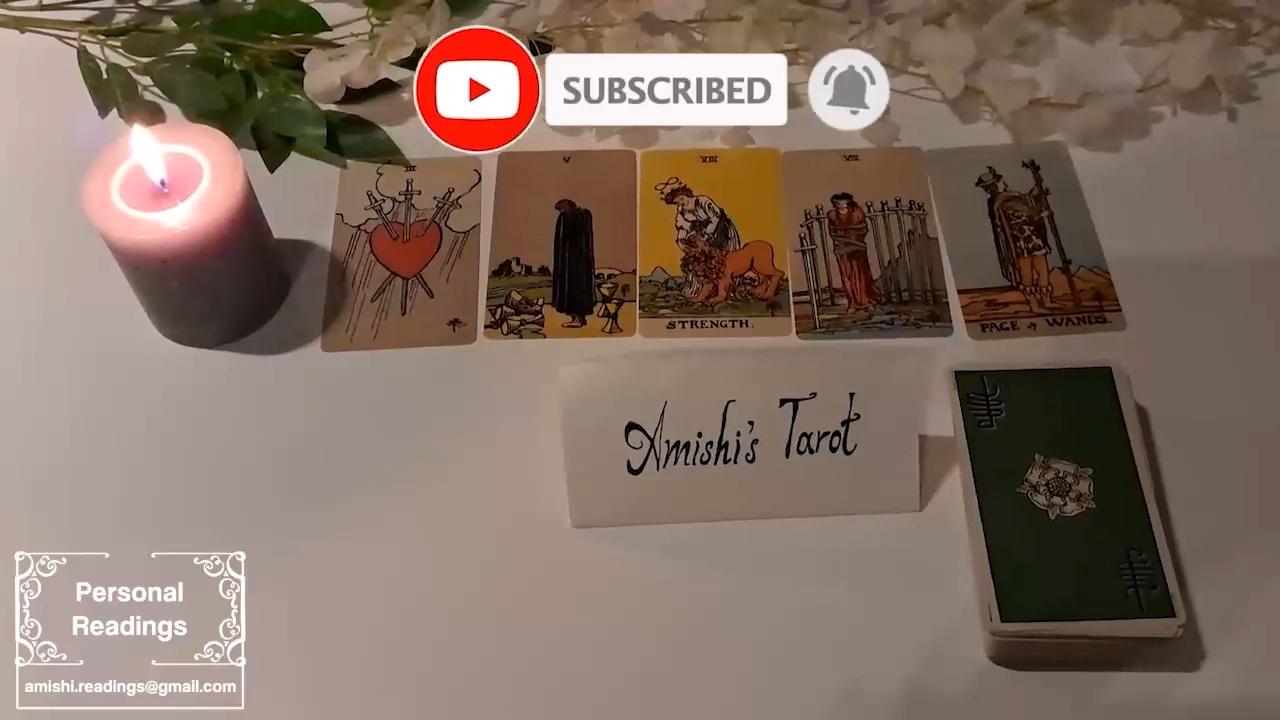 SUBSCRIBED
III
V
VIII
STRENGTH.
VIII
PAGE of WANDS.
Amishi's Tarot
Personal
Readings
amishi.readings@gmail.com